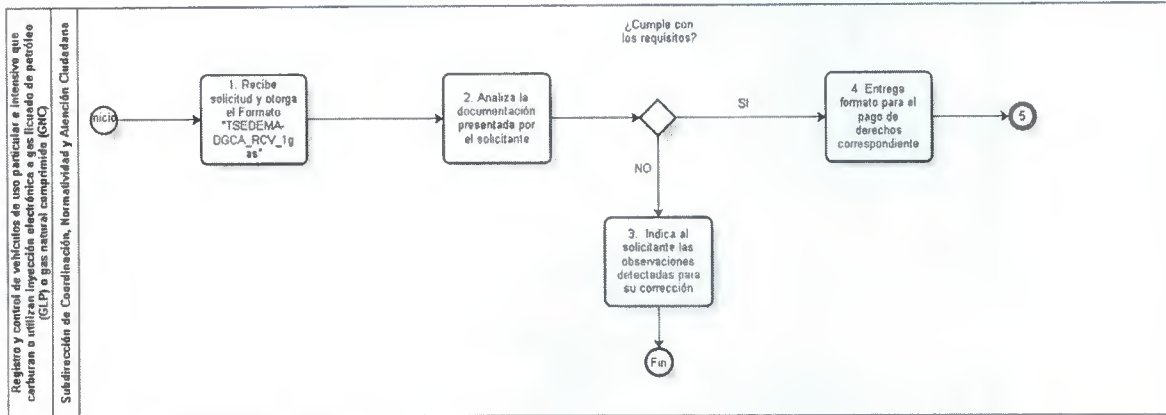 Registro y control de vehículos de uso particular e intensivo que
carburan o utilizan inyección electrónica a gas licuado de petróleo
(GLP) o gas natural comprimido (GNC)
Subdirección de Coordinación, Normatividad y Atención Ciudadana
Inicio
1. Recibe
solicitud y otorga
el Formato
"TSEDEMA-
DGCA_RCV_1g
as"
2. Analiza la
documentación
presentada por
el solicitante
¿Cumple con
los requisitos?
SI
NO
3. Indica al
solicitante las
observaciones
detectadas para
su corrección
Fin
4 Entrega
formato para el
pago de
derechos
correspondiente
5